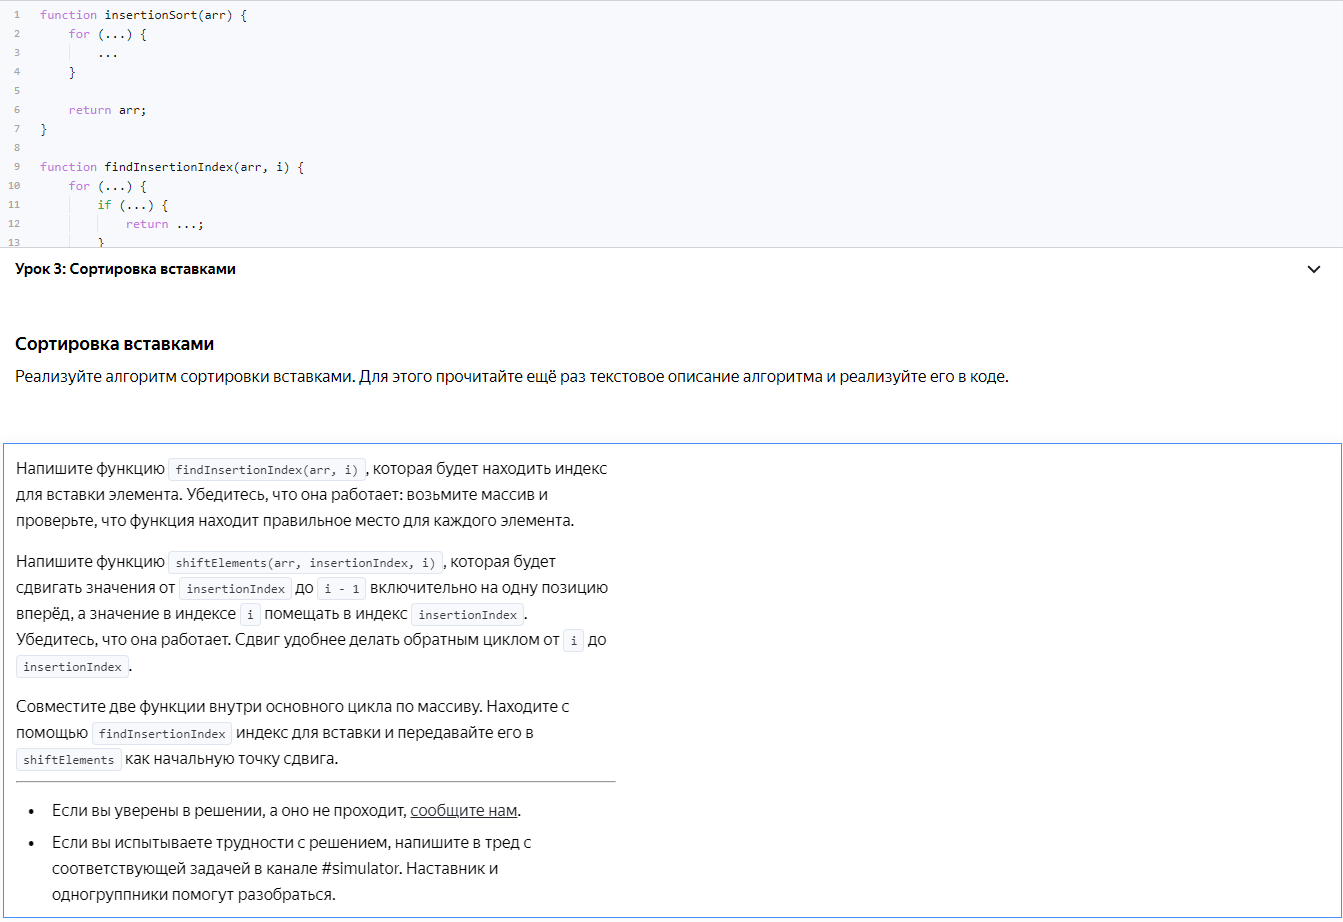 1 function insertionSort(arr) {
2 for (...) {
3 ...
4 }
5
6 return arr;
7 }
8
9 function findInsertionIndex(arr, i) {
10 for (...) {
11 if (...) {
12 return ...;
13 }
Урок 3: Сортировка вставками
Сортировка вставками
Реализуйте алгоритм сортировки вставками. Для этого прочитайте ещё раз текстовое описание алгоритма и реализуйте его в коде.
Напишите функцию findInsertionIndex(arr, i), которая будет находить индекс
для вставки элемента. Убедитесь, что она работает: возьмите массив и
проверьте, что функция находит правильное место для каждого элемента.
Напишите функцию shiftElements(arr, insertionIndex, i), которая будет
сдвигать значения от insertionIndex до i - 1 включительно на одну позицию
вперёд, а значение в индексе i помещать в индекс insertionIndex.
Убедитесь, что она работает. Сдвиг удобнее делать обратным циклом от i до
insertionIndex.
Совместите две функции внутри основного цикла по массиву. Находите с
помощью findInsertionIndex индекс для вставки и передавайте его в
shiftElements как начальную точку сдвига.
• Если вы уверены в решении, а оно не проходит, сообщите нам.
• Если вы испытываете трудности с решением, напишите в тред с
соответствующей задачей в канале #simulator. Наставник и
одногруппники помогут разобраться.